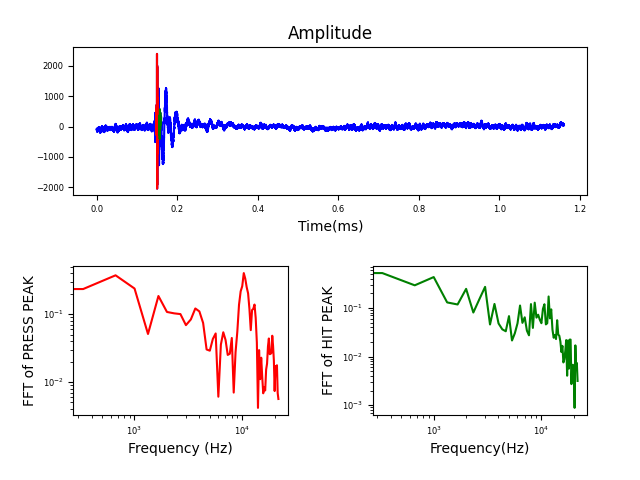 Amplitude
2000
1000
0
−1000
−2000
0.0 0.2 0.4 0.6 0.8 1.0 1.2
Time(ms)
FFT of PRESS PEAK
10⁻¹
10⁻²
10³ 10⁴
Frequency (Hz)
FFT of HIT PEAK
10⁻¹
10⁻²
10⁻³
10³ 10⁴
Frequency(Hz)